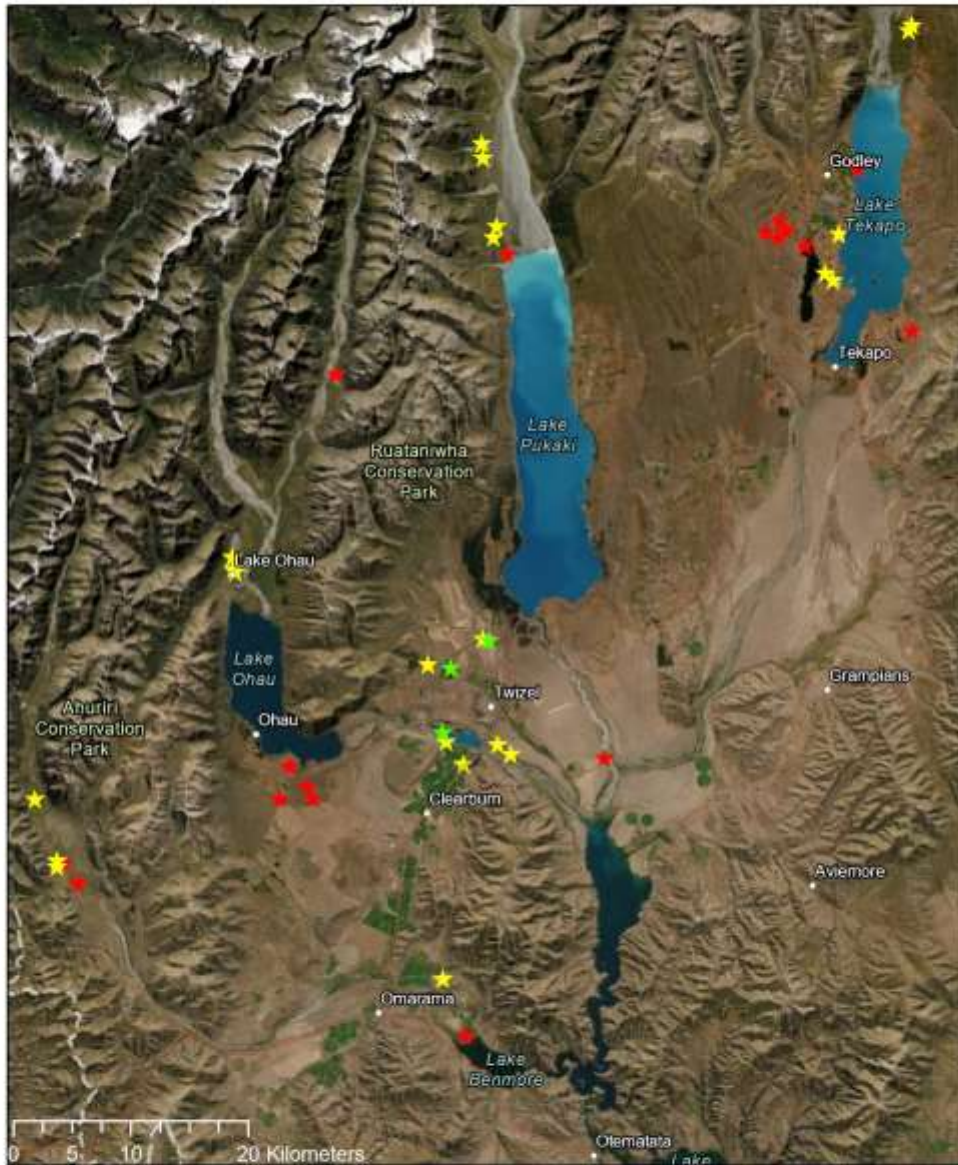 Godley
Lake
Tekapo
Tekapo
Lake
Pukaki
Ruataniwha
Conservation
Park
Lake Ohau
Lake
Ohau
Grampians
Twizel
Ahuriri
Conservation
Park
Ohau
Clearburn
Aviemore
Omarama
Lake
Benmore
Otematata
Lake
0 5 10 20 Kilometers